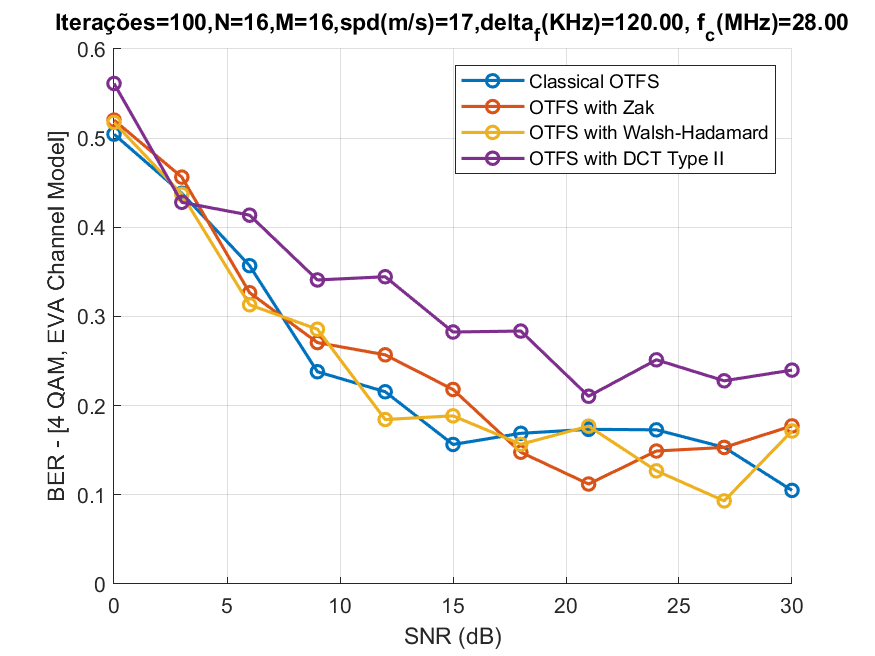 Iterações=100,N=16,M=16,spd(m/s)=17,delta_f(KHz)=120.00, f_c(MHz)=28.00
0.6
0.5
0.4
0.3
0.2
0.1
0
BER - [4 QAM, EVA Channel Model]
Classical OTFS
OTFS with Zak
OTFS with Walsh-Hadamard
OTFS with DCT Type II
0 5 10 15 20 25 30
SNR (dB)